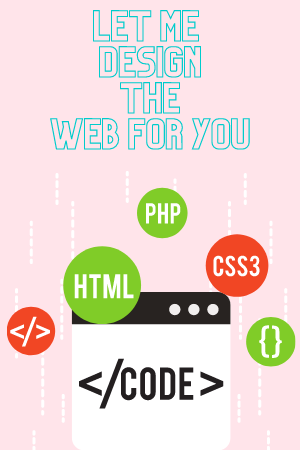 LET ME
DESIGN
THE
WEB FOR YOU
PHP
CSS3
HTML
</>
{}
</CODE>